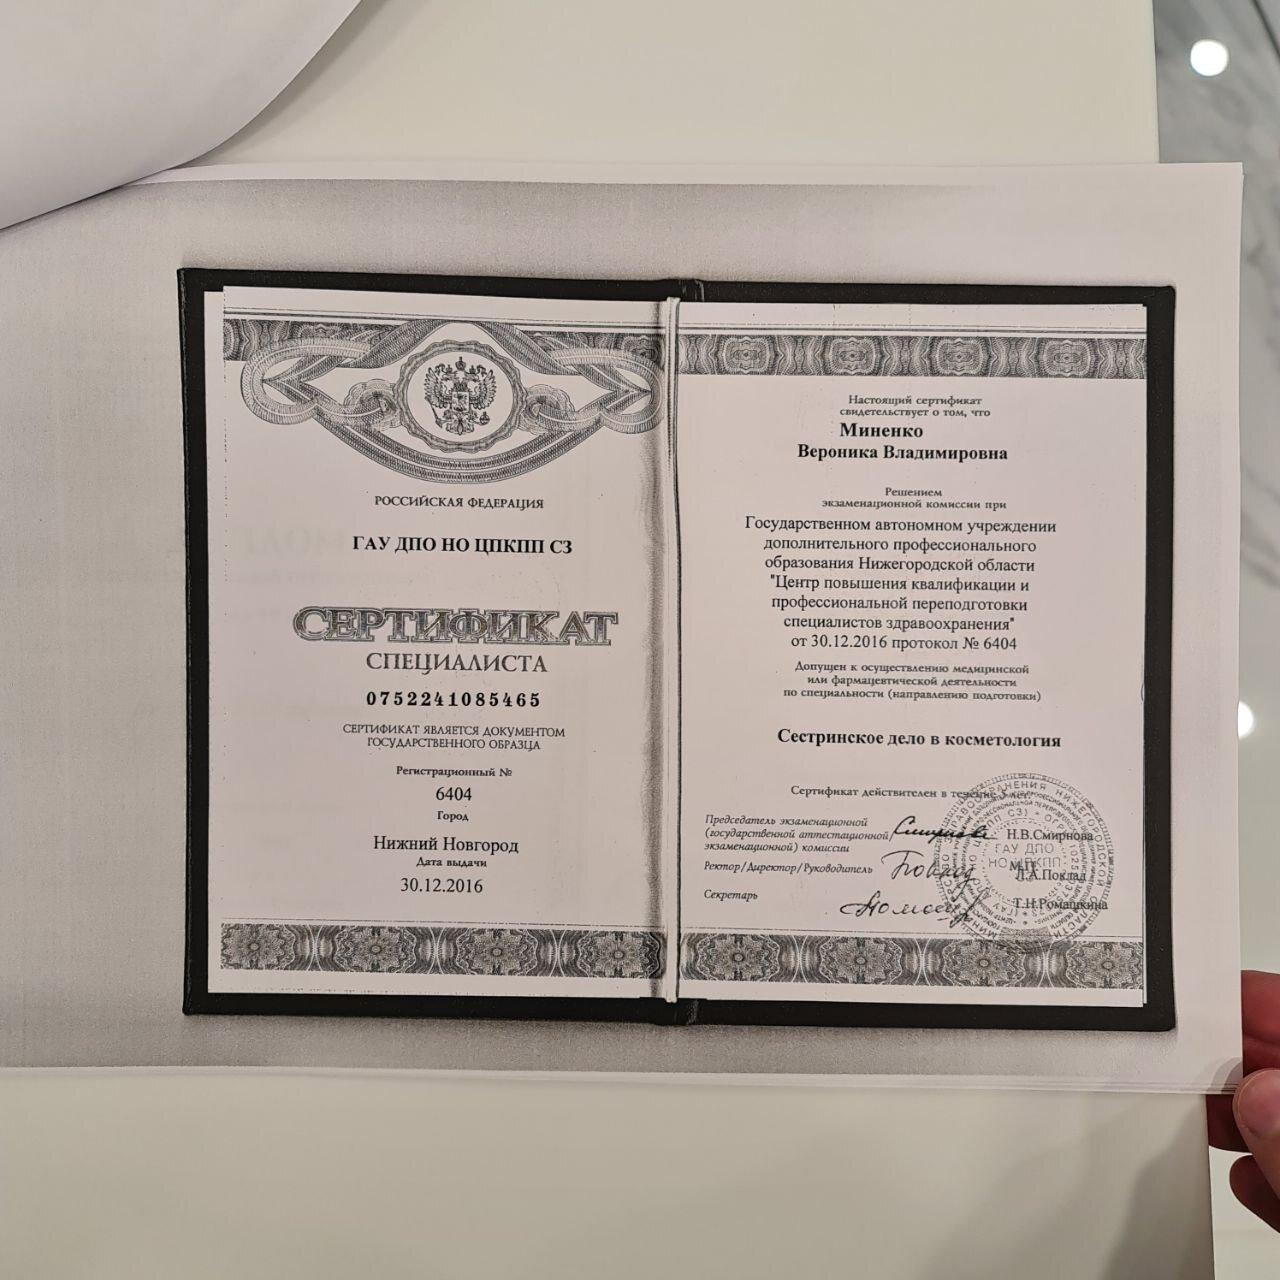 РОССИЙСКАЯ ФЕДЕРАЦИЯ
ГАУ ДПО НО ЦПКПП СЗ
СЕРТИФИКАТ
СПЕЦИАЛИСТА
0752241085465
СЕРТИФИКАТ ЯВЛЯЕТСЯ ДОКУМЕНТОМ
ГОСУДАРСТВЕННОГО ОБРАЗЦА
Регистрационный №
6404
Город
Нижний Новгород
Дата выдачи
30.12.2016
Настоящий сертификат
свидетельствует о том, что
Миненко
Вероника Владимировна
Решением
экзаменационной комиссии при
Государственном автономном учреждении
дополнительного профессионального
образования Нижегородской области
"Центр повышения квалификации и
профессиональной переподготовки
специалистов здравоохранения"
от 30.12.2016 протокол № 6404
Допущен к осуществлению медицинской
или фармацевтической деятельности
по специальности (направлению подготовки)
Сестринское дело в косметология
Сертификат действителен в течение 5 лет.
Председатель экзаменационной
(государственной аттестационной/
экзаменационной) комиссии
Н.В.Смирнова
Ректор/Директор/Руководитель
М.П.
Л.А.Поклад
Секретарь
Т.Н.Ромашкина
ГАУ ДПО
НО ЦПКПП